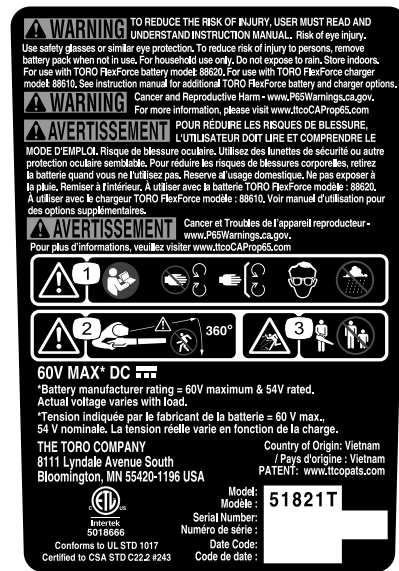 WARNING TO REDUCE THE RISK OF INJURY, USER MUST READ AND
UNDERSTAND INSTRUCTION MANUAL. Risk of eye injury.
Use safety glasses or similar eye protection. To reduce risk of injury to persons, remove
battery pack when not in use. For household use only. Do not expose to rain. Store indoors.
For use with TORO FlexForce battery model: 88620. For use with TORO FlexForce charger
model: 88610. See instruction manual for additional TORO FlexForce battery and charger options.
WARNING Cancer and Reproductive Harm - www.P65Warnings.ca.gov.
For more information, please visit www.ttcoCAProp65.com
AVERTISSEMENT POUR RÉDUIRE LES RISQUES DE BLESSURE,
L'UTILISATEUR DOIT LIRE ET COMPRENDRE LE
MODE D'EMPLOI. Risque de blessure oculaire. Utilisez des lunettes de sécurité ou autre
protection oculaire semblable. Pour réduire les risques de blessures corporelles, retirez
la batterie quand vous ne l'utilisez pas. Reserve al'usage domestique. Ne pas exposer à
la pluie. Remiser à l'intérieur. À utiliser avec la batterie TORO FlexForce modèle : 88620.
À utiliser avec le chargeur TORO FlexForce modèle : 88610, Voir manuel d'utilisation pour
des options supplémentaires.
AVERTISSEMENT Cancer et Troubles de l'appareil reproducteur -
www.P65Warnings.ca.gov.
Pour plus d'informations, veuillez visiter www.ttcoCAProp65.com
1
2 360° 3
60V MAX* DC
*Battery manufacturer rating = 60V maximum & 54V rated.
Actual voltage varies with load.
*Tension indiquée par le fabricant de la batterie = 60 V max.,
54 V nominale. La tension réelle varie en fonction de la charge.
THE TORO COMPANY
8111 Lyndale Avenue South
Bloomington, MN 55420-1196 USA
Country of Origin: Vietnam
/ Pays d'origine : Vietnam
PATENT: www.ttcopats.com
C ETL US
Intertek
5018666
Conforms to UL STD 1017
Certified to CSA STD C22.2 #243
Model:
Modèle : 51821T
Serial Number:
Numéro de série :
Date Code:
Code de date :